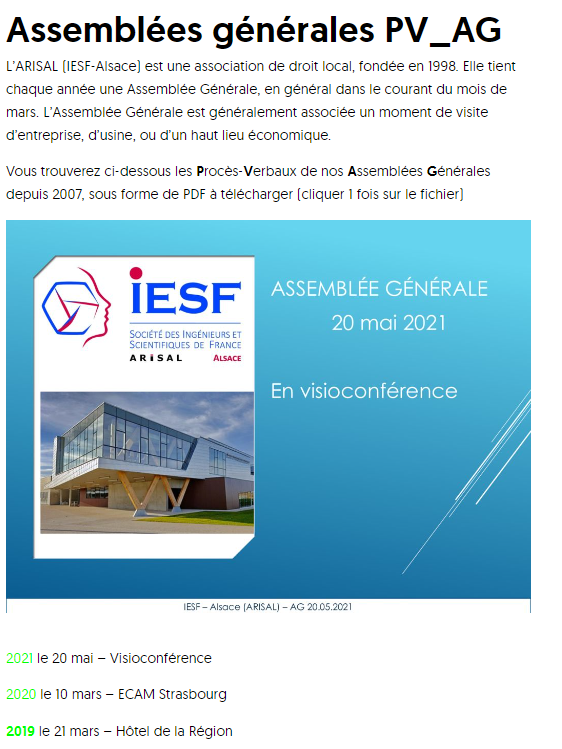 Assemblées générales PV_AG
L'ARISAL (IESF-Alsace) est une association de droit local, fondée en 1998. Elle tient
chaque année une Assemblée Générale, en général dans le courant du mois de
mars. L'Assemblée Générale est généralement associée un moment de visite
d'entreprise, d'usine, ou d'un haut lieu économique.
Vous trouverez ci-dessous les Procès-Verbaux de nos Assemblées Générales
depuis 2007, sous forme de PDF à télécharger (cliquer 1 fois sur le fichier)
iESF
SOCIÉTÉ DES INGÉNIEURS ET
SCIENTIFIQUES DE FRANCE
ARISAL ALSACE
ASSEMBLÉE GÉNÉRALE
20 mai 2021
En visioconférence
IESF – Alsace (ARISAL) – AG 20.05.2021
2021 le 20 mai – Visioconférence
2020 le 10 mars – ECAM Strasbourg
2019 le 21 mars – Hôtel de la Région